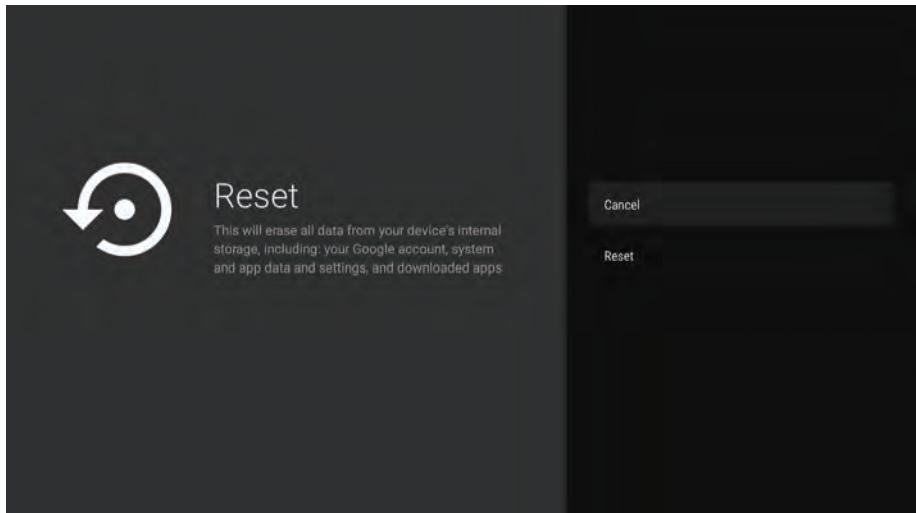 Reset
This will erase all data from your device's internal
storage, including: your Google account, system
and app data and settings, and downloaded apps
Cancel
Reset